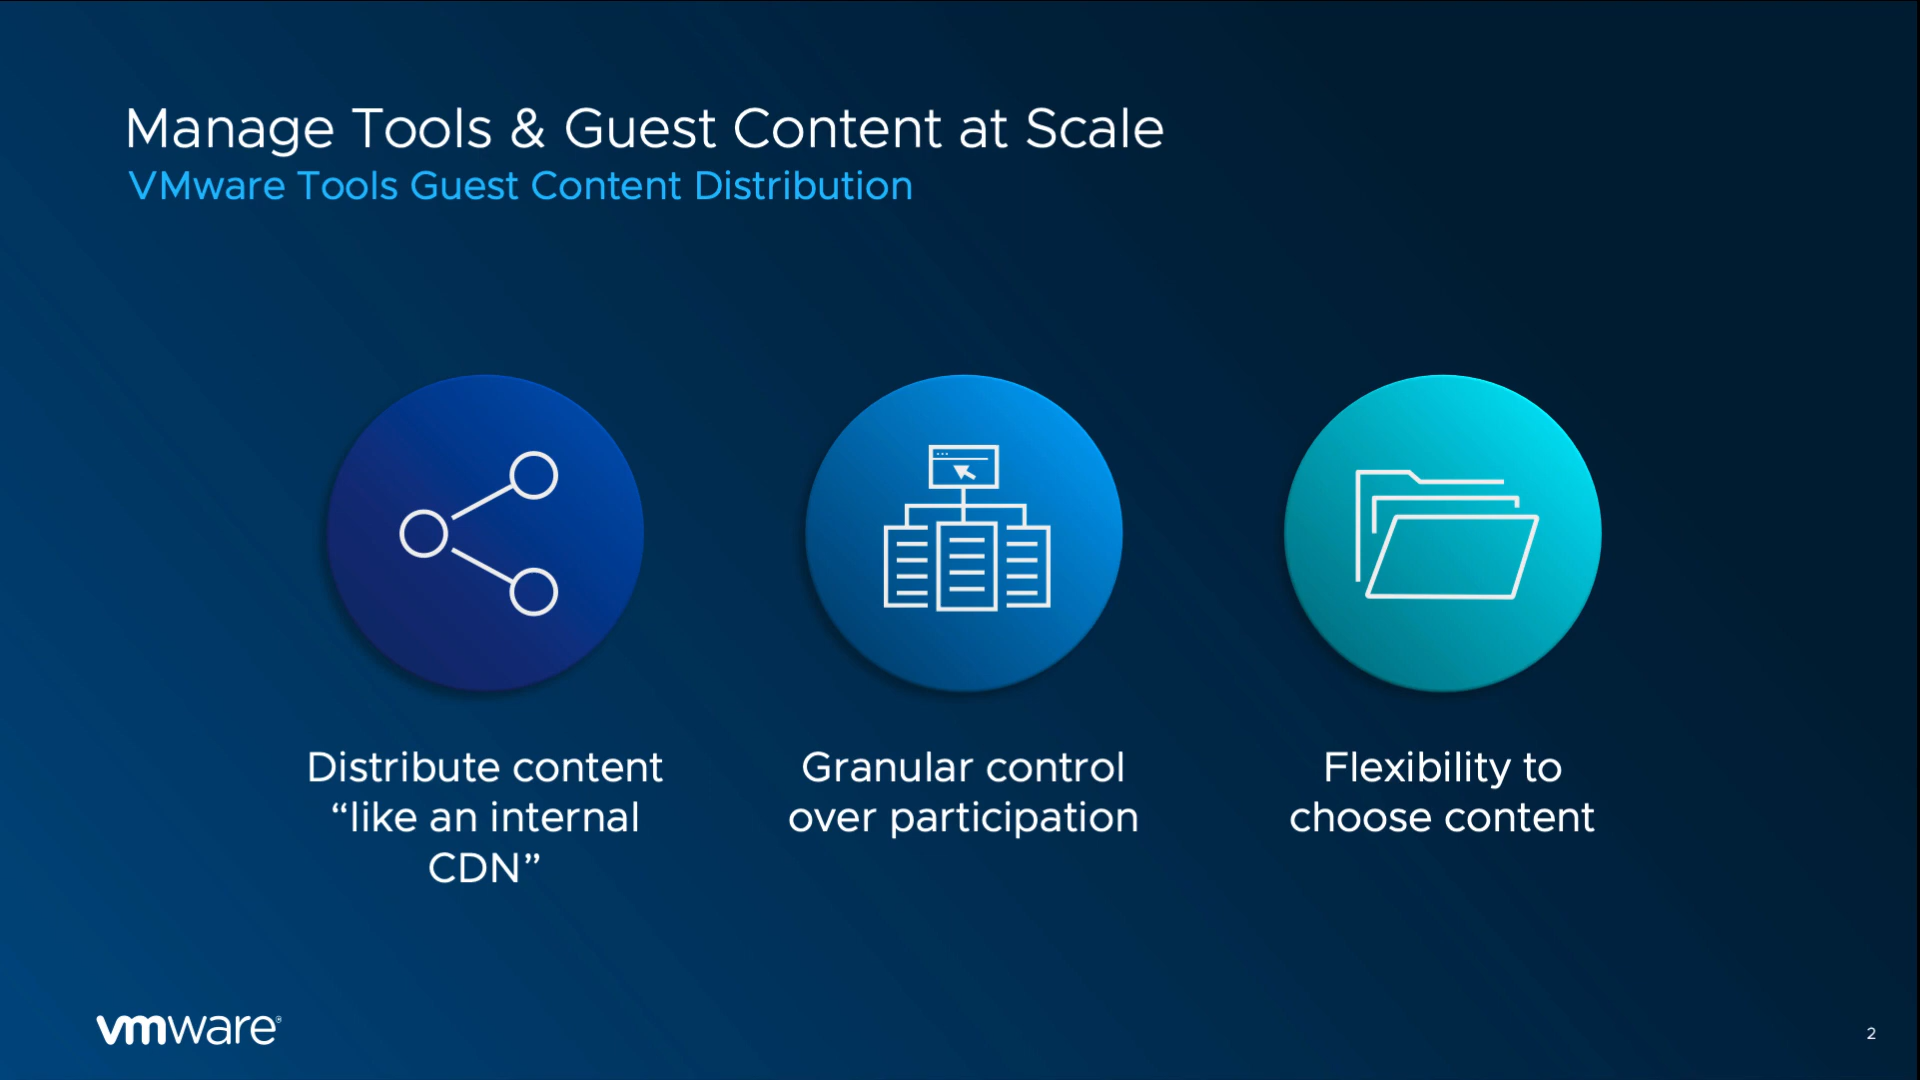 Manage Tools & Guest Content at Scale
VMware Tools Guest Content Distribution
Distribute content
“like an internal
CDN”
Granular control
over participation
Flexibility to
choose content
vmware®
2